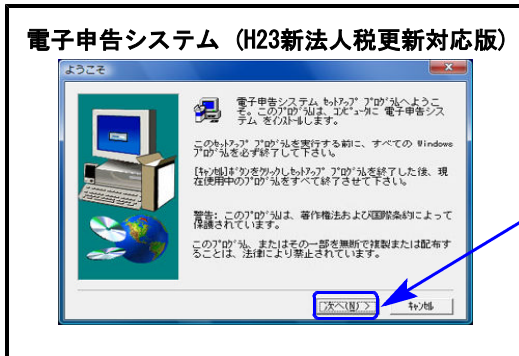 電子申告システム (H23新法人税更新対応版)
ようこそ
電子申告システム ｾｯﾄｱｯﾌﾟ ﾌﾟﾛｸﾞﾗﾑへようこ
そ。このﾌﾟﾛｸﾞﾗﾑは、ｺﾝﾋﾟｭｰﾀに 電子申告シス
テム をｲﾝｽﾄｰﾙします。
このｾｯﾄｱｯﾌﾟ ﾌﾟﾛｸﾞﾗﾑを実行する前に、すべての Windows
ﾌﾟﾛｸﾞﾗﾑを必ず終了して下さい。
[ｷｬﾝｾﾙ]ﾎﾞﾀﾝをｸﾘｯｸしｾｯﾄｱｯﾌﾟ ﾌﾟﾛｸﾞﾗﾑを終了した後、現
在使用中のﾌﾟﾛｸﾞﾗﾑをすべて終了させて下さい。
警告: このﾌﾟﾛｸﾞﾗﾑは、著作権法および国際条約によって
保護されています。
このﾌﾟﾛｸﾞﾗﾑ、またはその一部を無断で複製または配布す
ることは、法律により禁止されています。
次へ(N) > ｷｬﾝｾﾙ